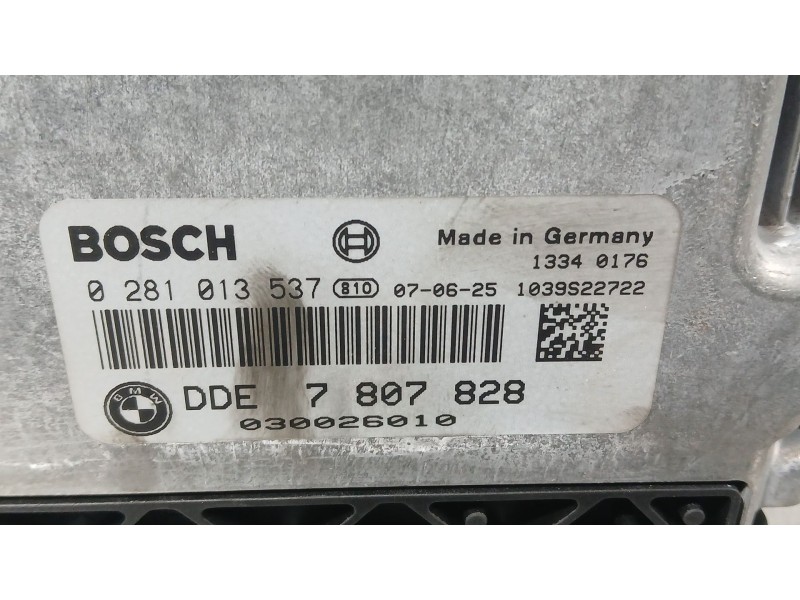 BOSCH
Made in Germany
1334 0176
0 281 013 537 810 07-06-25 1039S22722
BMW
DDE 7 807 828
030026010